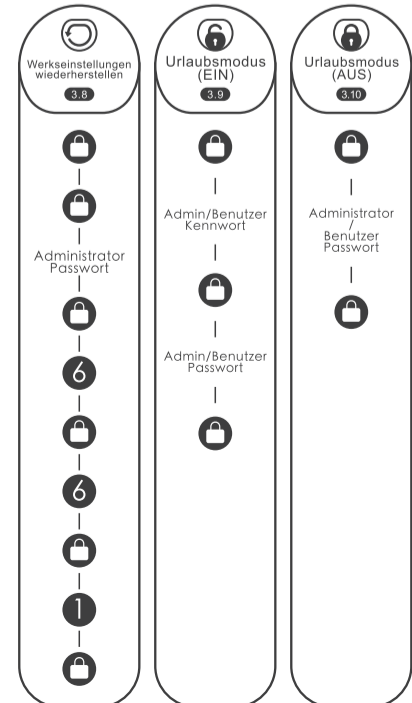 Werkseinstellungen
wiederherstellen
3.8
Administrator
Passwort
6
6
1
Urlaubsmodus
(EIN)
3.9
Admin/Benutzer
Kennwort
Admin/Benutzer
Passwort
Urlaubsmodus
(AUS)
3.10
Administrator
/
Benutzer
Passwort